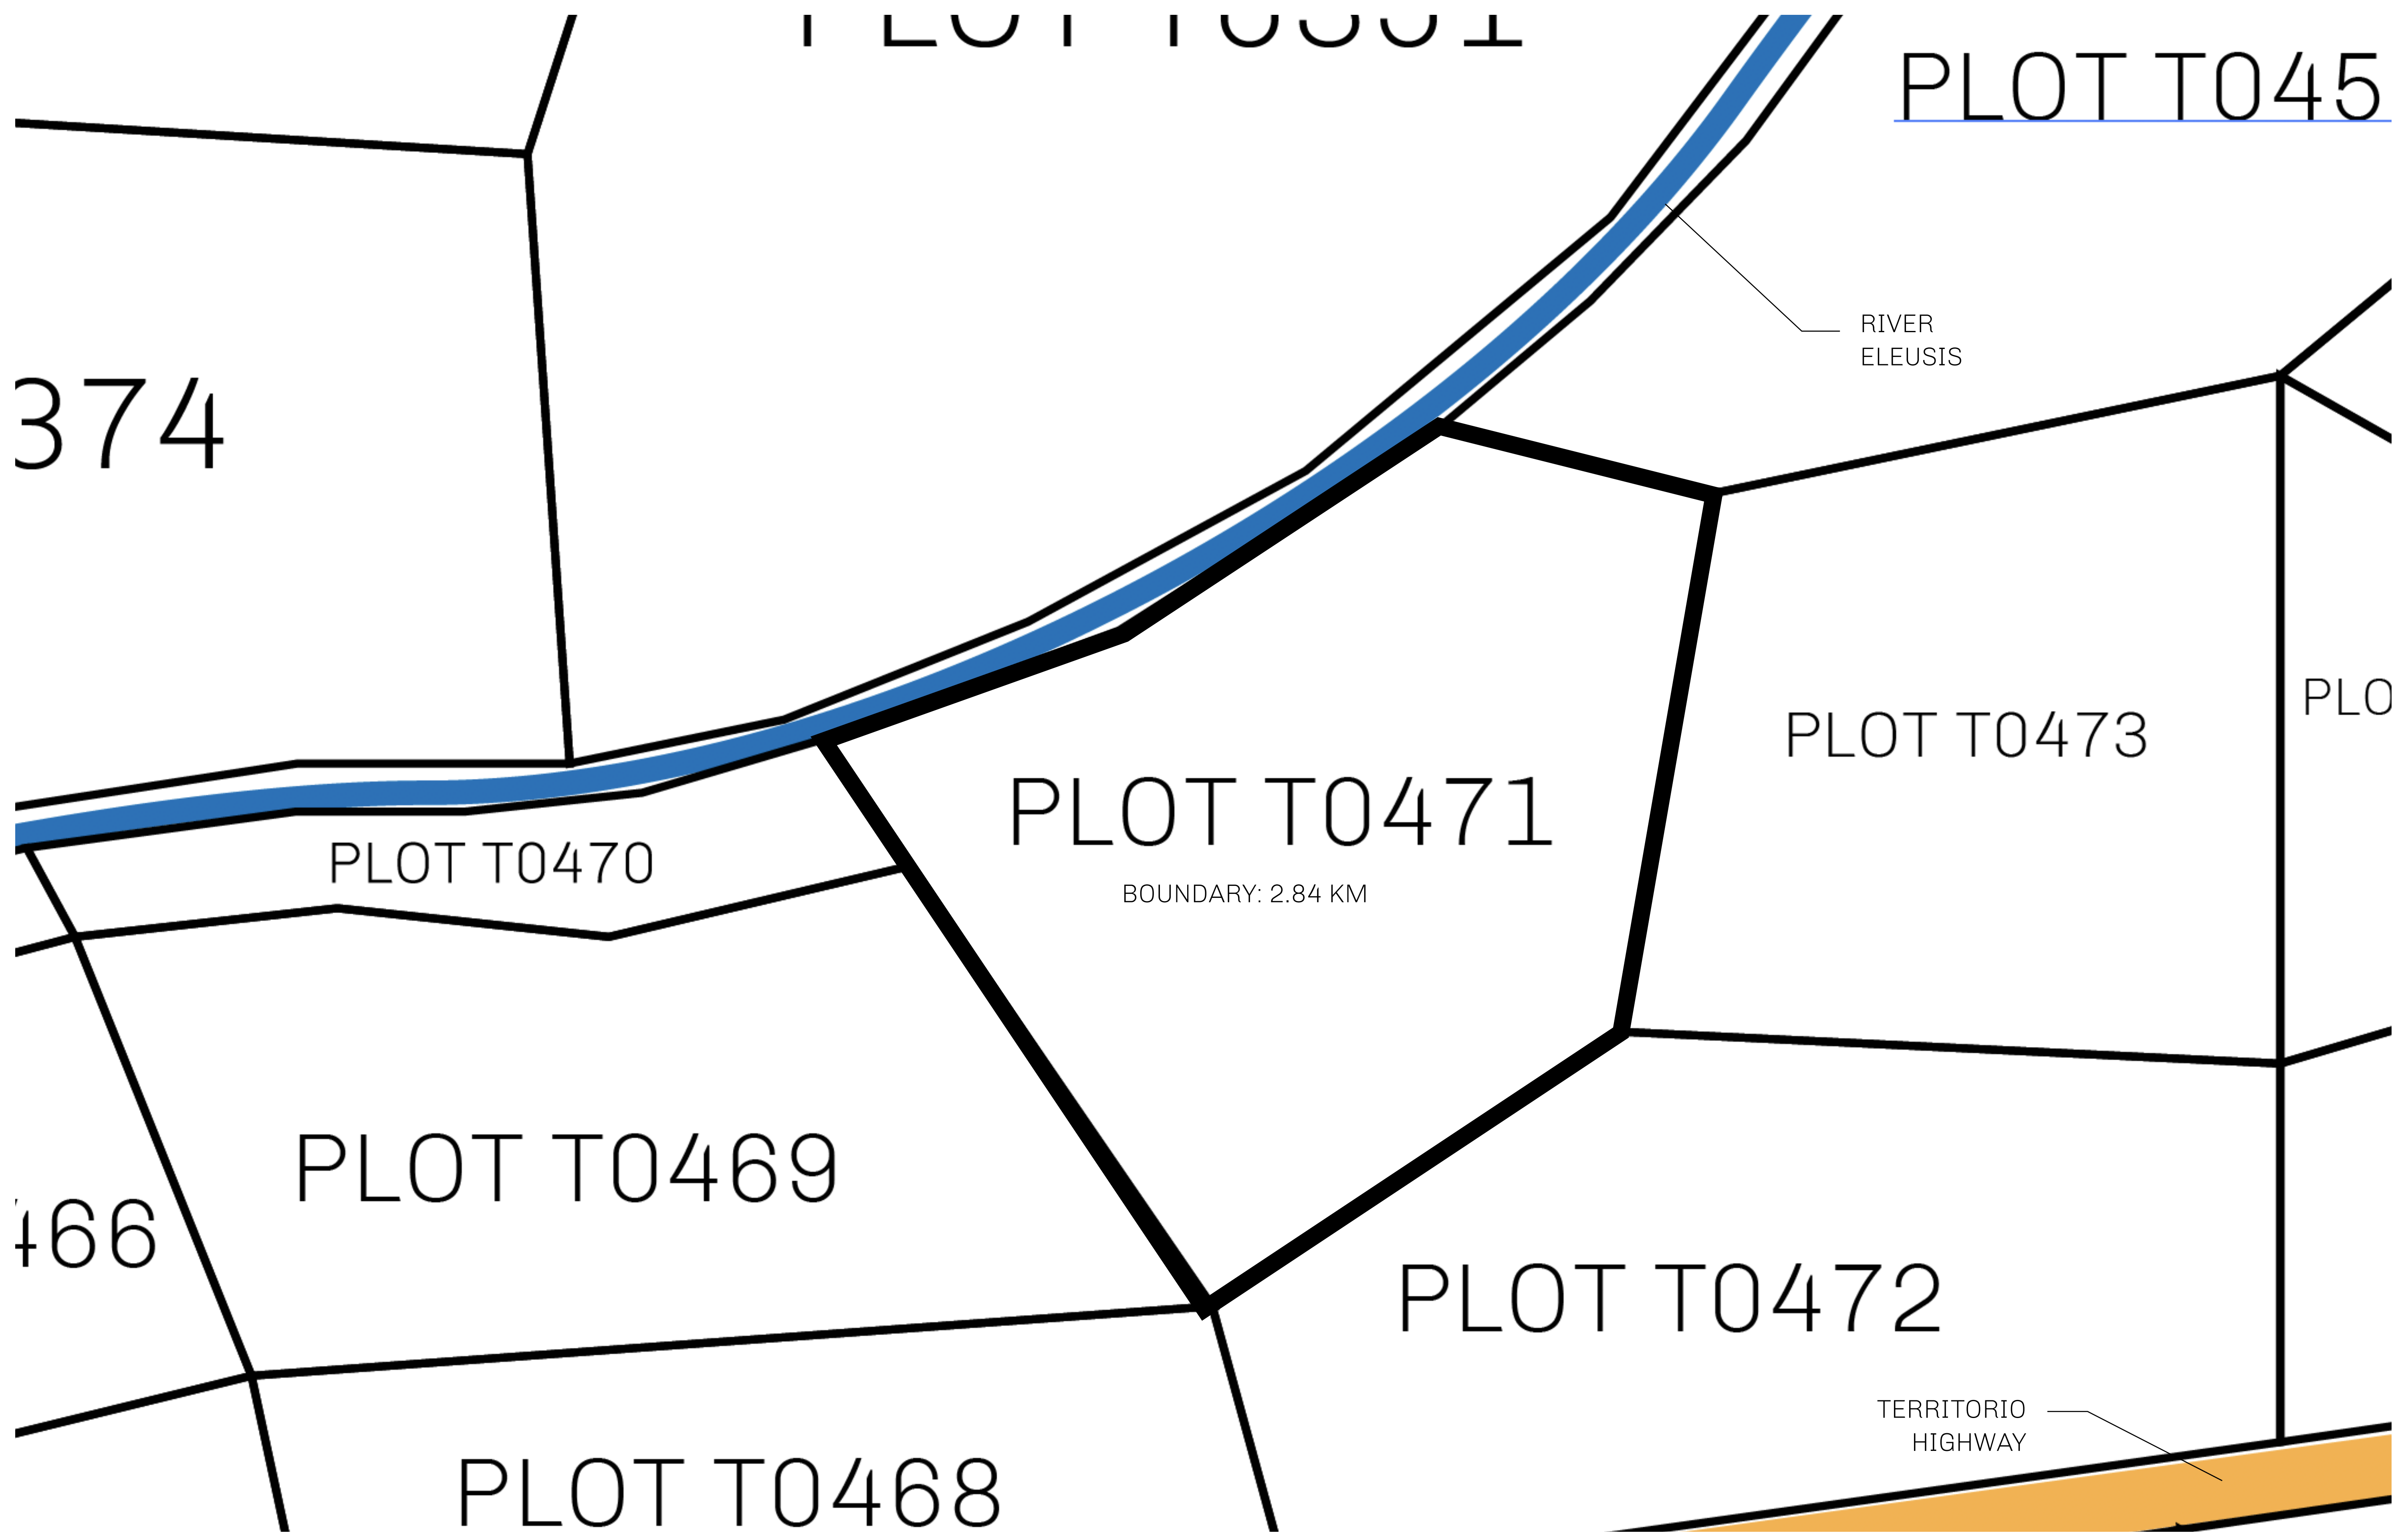 PLOT T045
RIVER
ELEUSIS
374
PLO
PLOT T0473
PLOT T0471
PLOT T0470
BOUNDARY: 2.84 KM
PLOT T0469
466
PLOT T0472
TERRITORIO
HIGHWAY
PLOT T0468